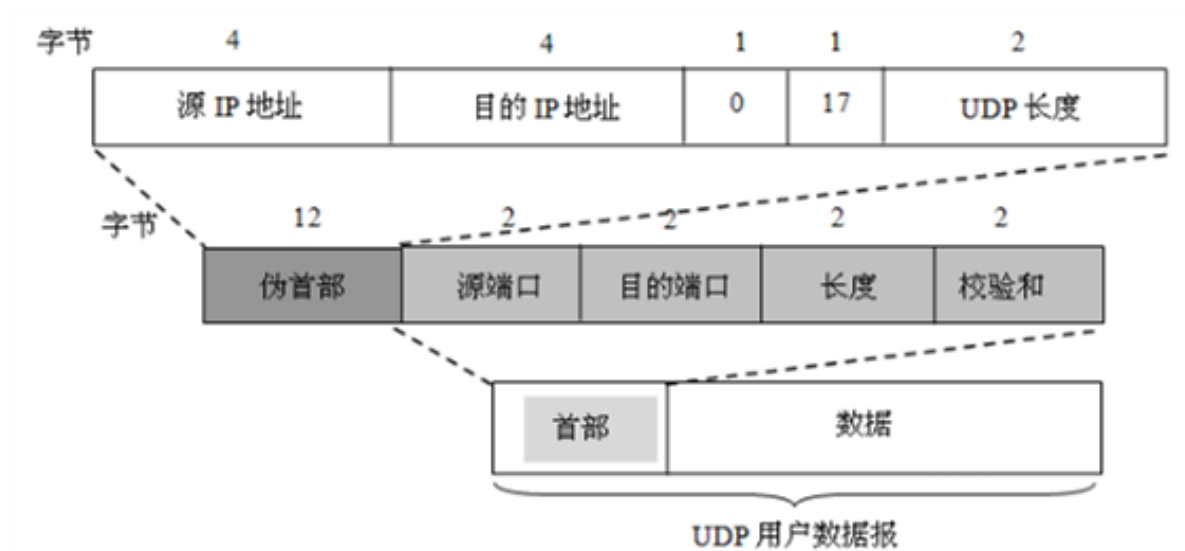 字节 4 4 1 1 2
源 IP 地址 目的 IP 地址 0 17 UDP 长度
字节 12 2 2 2 2
伪首部 源端口 目的端口 长度 校验和
首部 数据
UDP 用户数据报